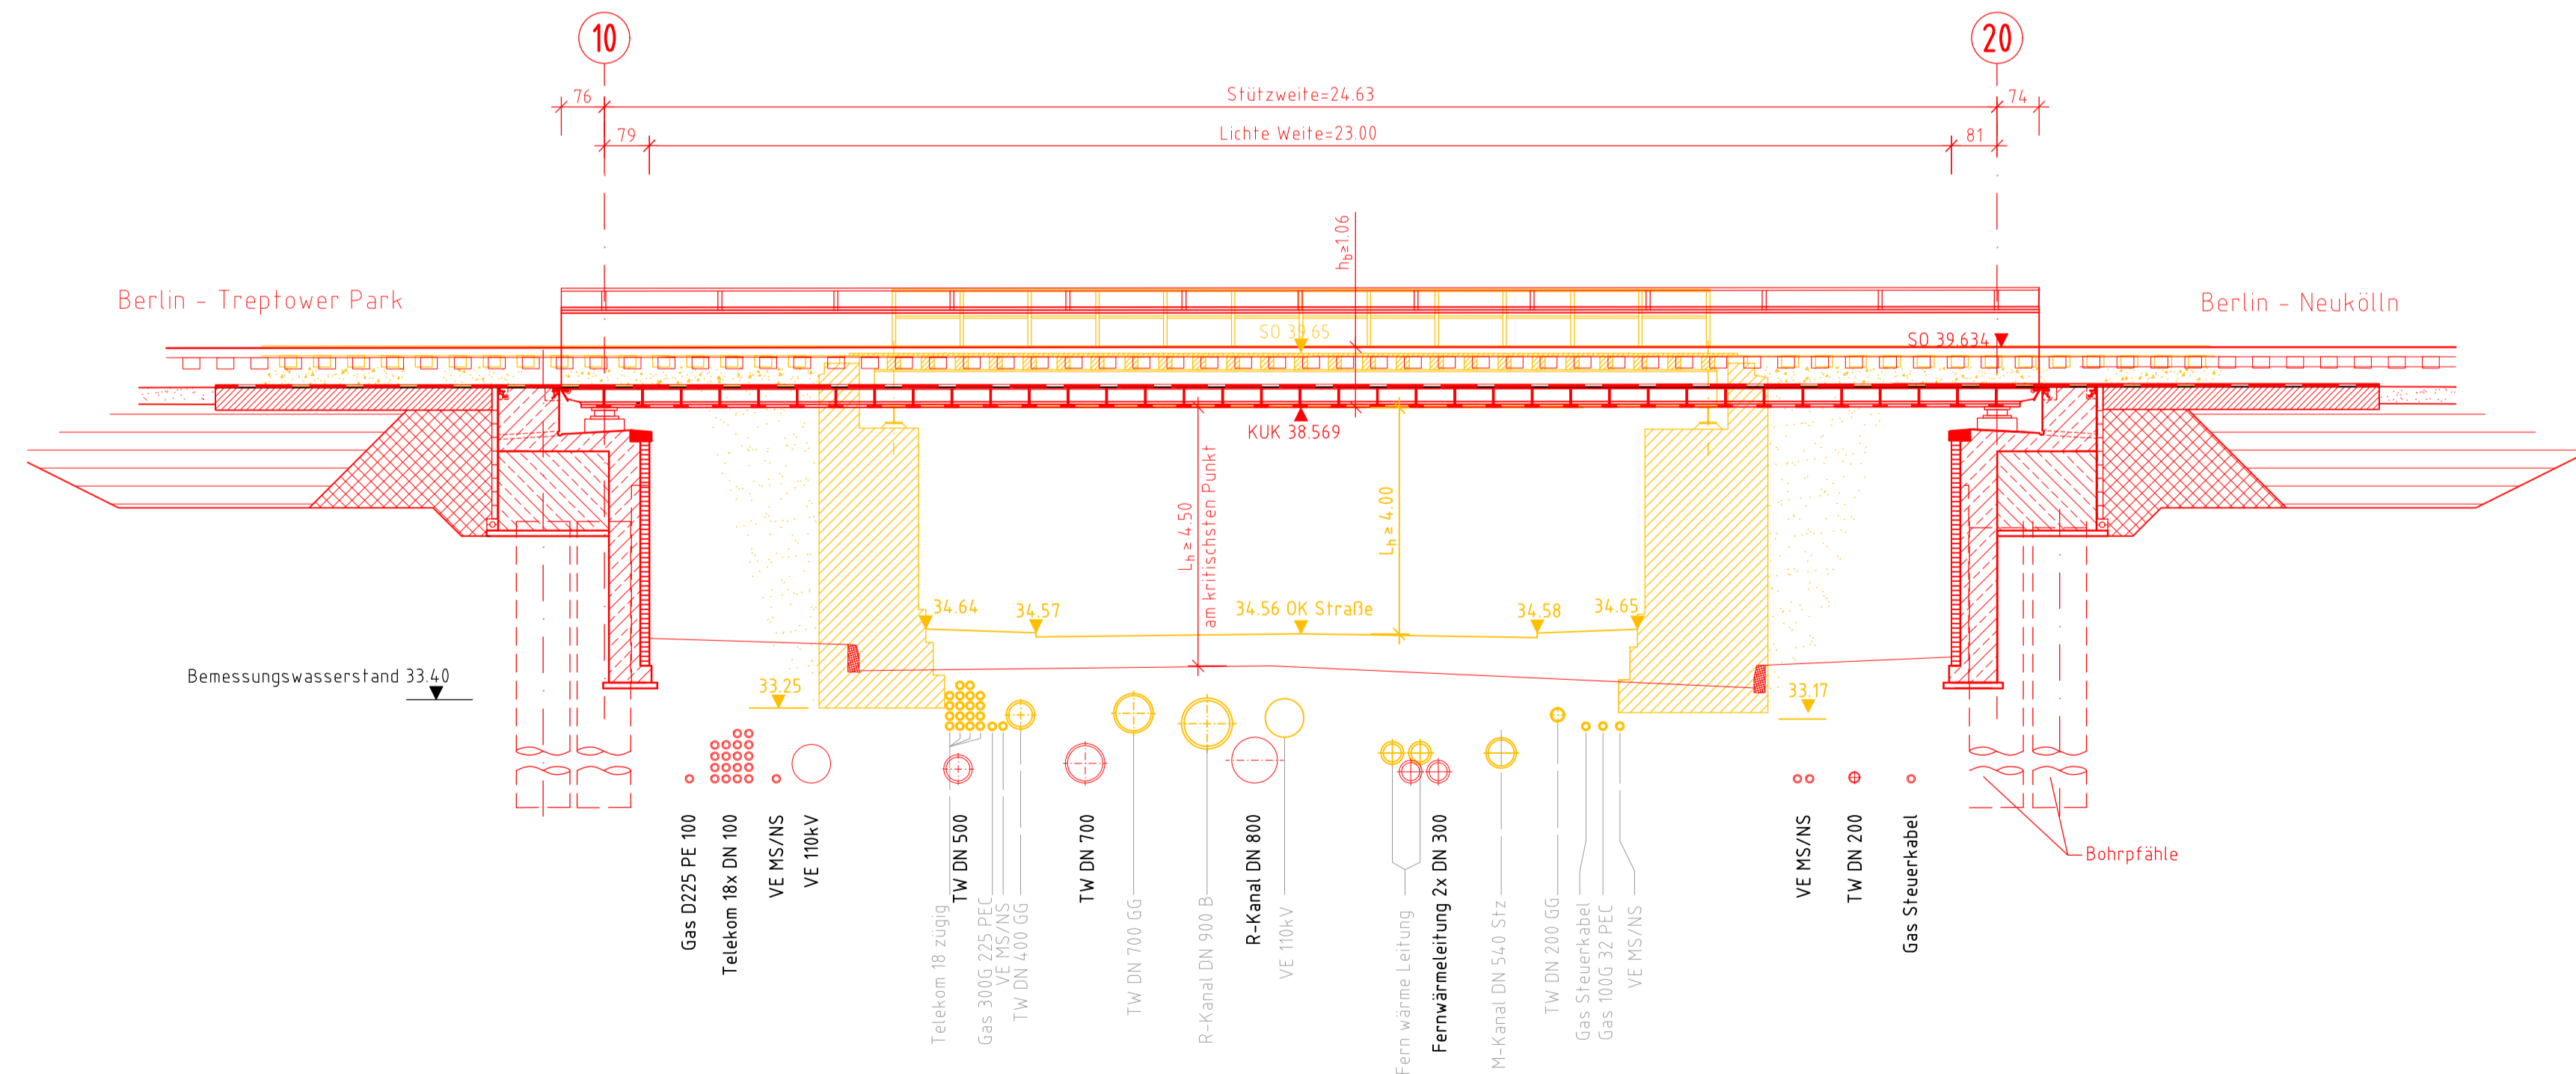 10
20
76
Stützweite=24.63
74
79
Lichte Weite=23.00
81
hb≥1.06
Berlin - Treptower Park
Berlin - Neukölln
SO 39.65
SO 39.634
KUK 38.569
Lh≥ 4.50
am kritischsten Punkt
Lh≥ 4.00
34.64
34.57
34.56 OK Straße
34.58
34.65
Bemessungswasserstand 33.40
33.25
33.17
Bohrpfähle
Gas D225 PE 100
Telekom 18x DN 100
VE MS/NS
VE 110kV
Telekom 18 zügig
TW DN 500
Gas 300G 225 PEC
VE MS/NS
TW DN 400 GG
TW DN 700
TW DN 700 GG
R-Kanal DN 900 B
R-Kanal DN 800
VE 110kV
Fern wärme Leitung
Fernwärmeleitung 2x DN 300
M-Kanal DN 540 Stz
TW DN 200 GG
Gas Steuerkabel
Gas 100G 32 PEC
VE MS/NS
VE MS/NS
TW DN 200
Gas Steuerkabel